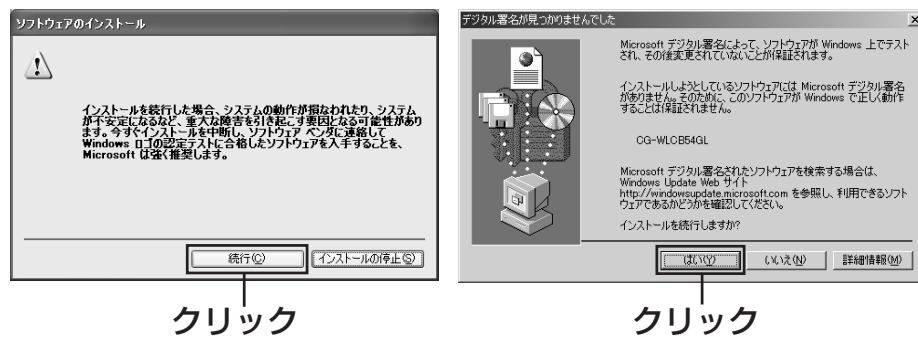 ソフトウェアのインストール
インストールを続行した場合、システムの動作が損なわれたり、システム
が不安定になるなど、重大な障害を引き起こす要因となる可能性があり
ます。今すぐインストールを中断し、ソフトウェア ベンダに連絡して
Windows ロゴの認定テストに合格したソフトウェアを入手することを、
Microsoft は強く推奨します。
続行(C)
インストールの停止(S)
クリック
デジタル署名が見つかりませんでした
Microsoft デジタル署名によって、ソフトウェアが Windows 上でテスト
され、その後変更されていないことが保証されます。
インストールしようとしているソフトウェアには Microsoft デジタル署名
がありません。そのために、このソフトウェアが Windows で正しく動作
することは保証されません。
CG-WLCB54GL
Microsoft デジタル署名されたソフトウェアを検索する場合は、
Windows Update Web サイト
http://windowsupdate.microsoft.com を参照し、利用できるソフト
ウェアであるかどうかを確認してください。
インストールを続行しますか?
はい(Y)
いいえ(N)
詳細情報(M)
クリック